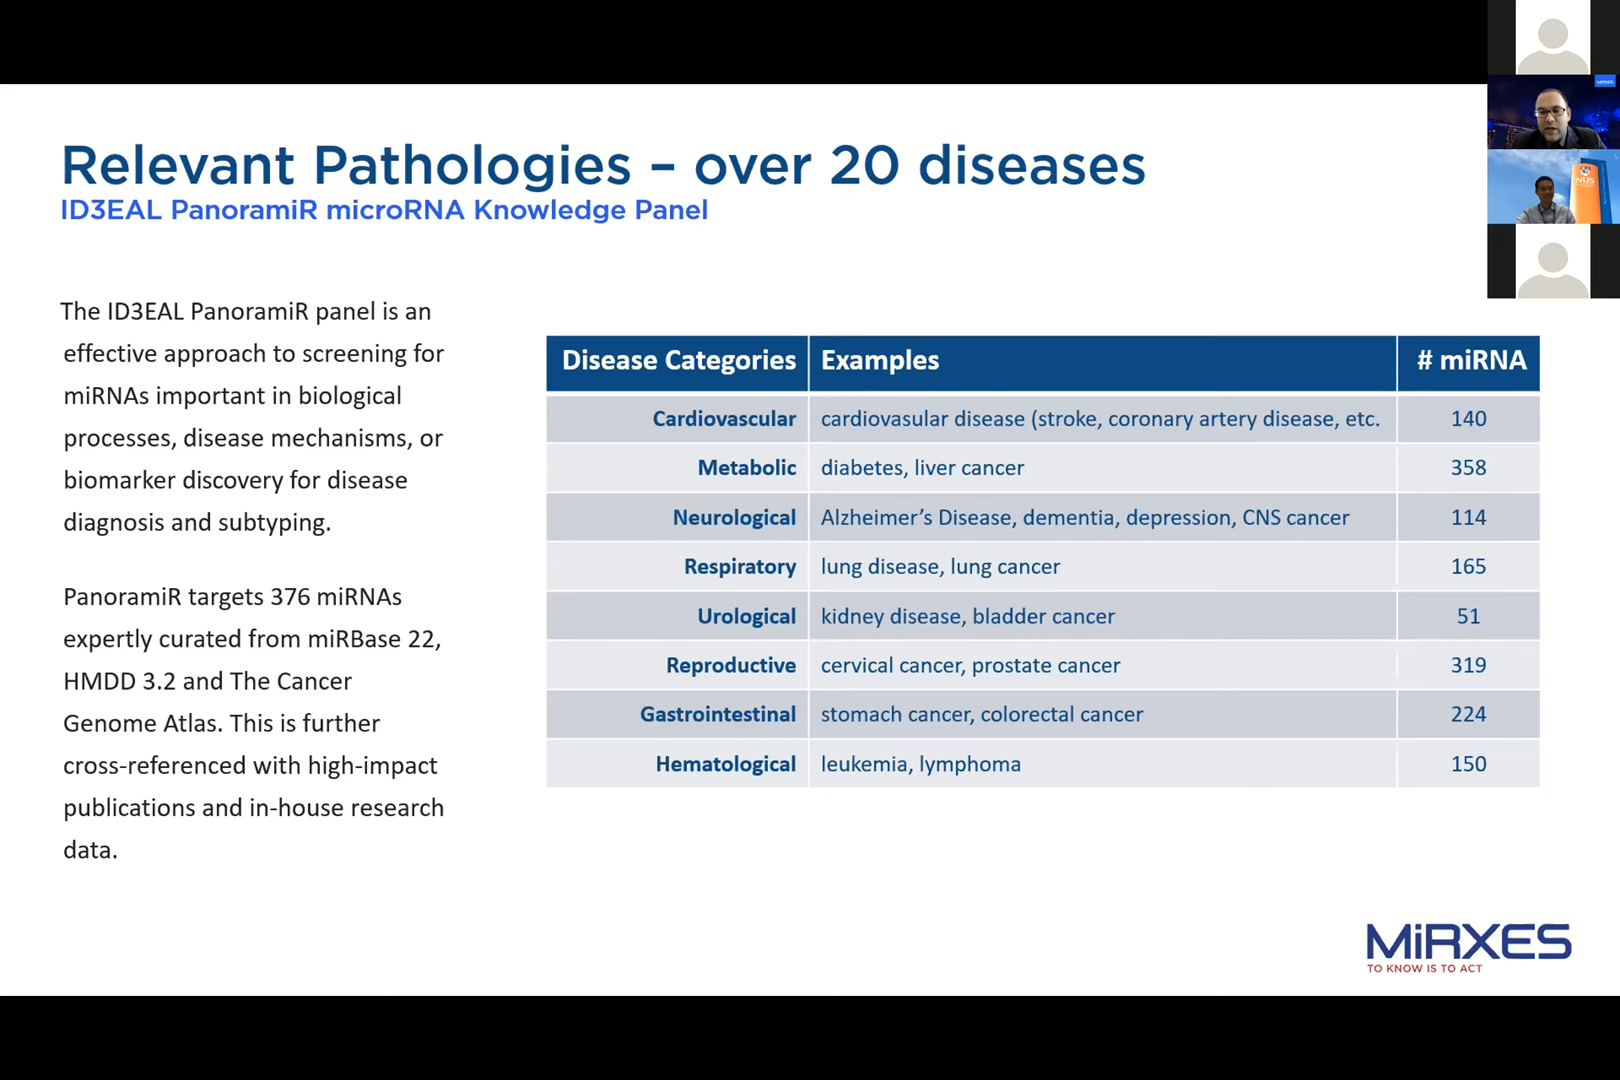 Relevant Pathologies – over 20 diseases
ID3EAL PanoramiR microRNA Knowledge Panel
The ID3EAL PanoramiR panel is an
effective approach to screening for
miRNAs important in biological
processes, disease mechanisms, or
biomarker discovery for disease
diagnosis and subtyping.
PanoramiR targets 376 miRNAs
expertly curated from miRBase 22,
HMDD 3.2 and The Cancer
Genome Atlas. This is further
cross-referenced with high-impact
publications and in-house research
data.
Disease Categories Examples # miRNA
Cardiovascular cardiovasular disease (stroke, coronary artery disease, etc. 140
Metabolic diabetes, liver cancer 358
Neurological Alzheimer’s Disease, dementia, depression, CNS cancer 114
Respiratory lung disease, lung cancer 165
Urological kidney disease, bladder cancer 51
Reproductive cervical cancer, prostate cancer 319
Gastrointestinal stomach cancer, colorectal cancer 224
Hematological leukemia, lymphoma 150
MiRXES
TO KNOW IS TO ACT
MiRXES
NUS